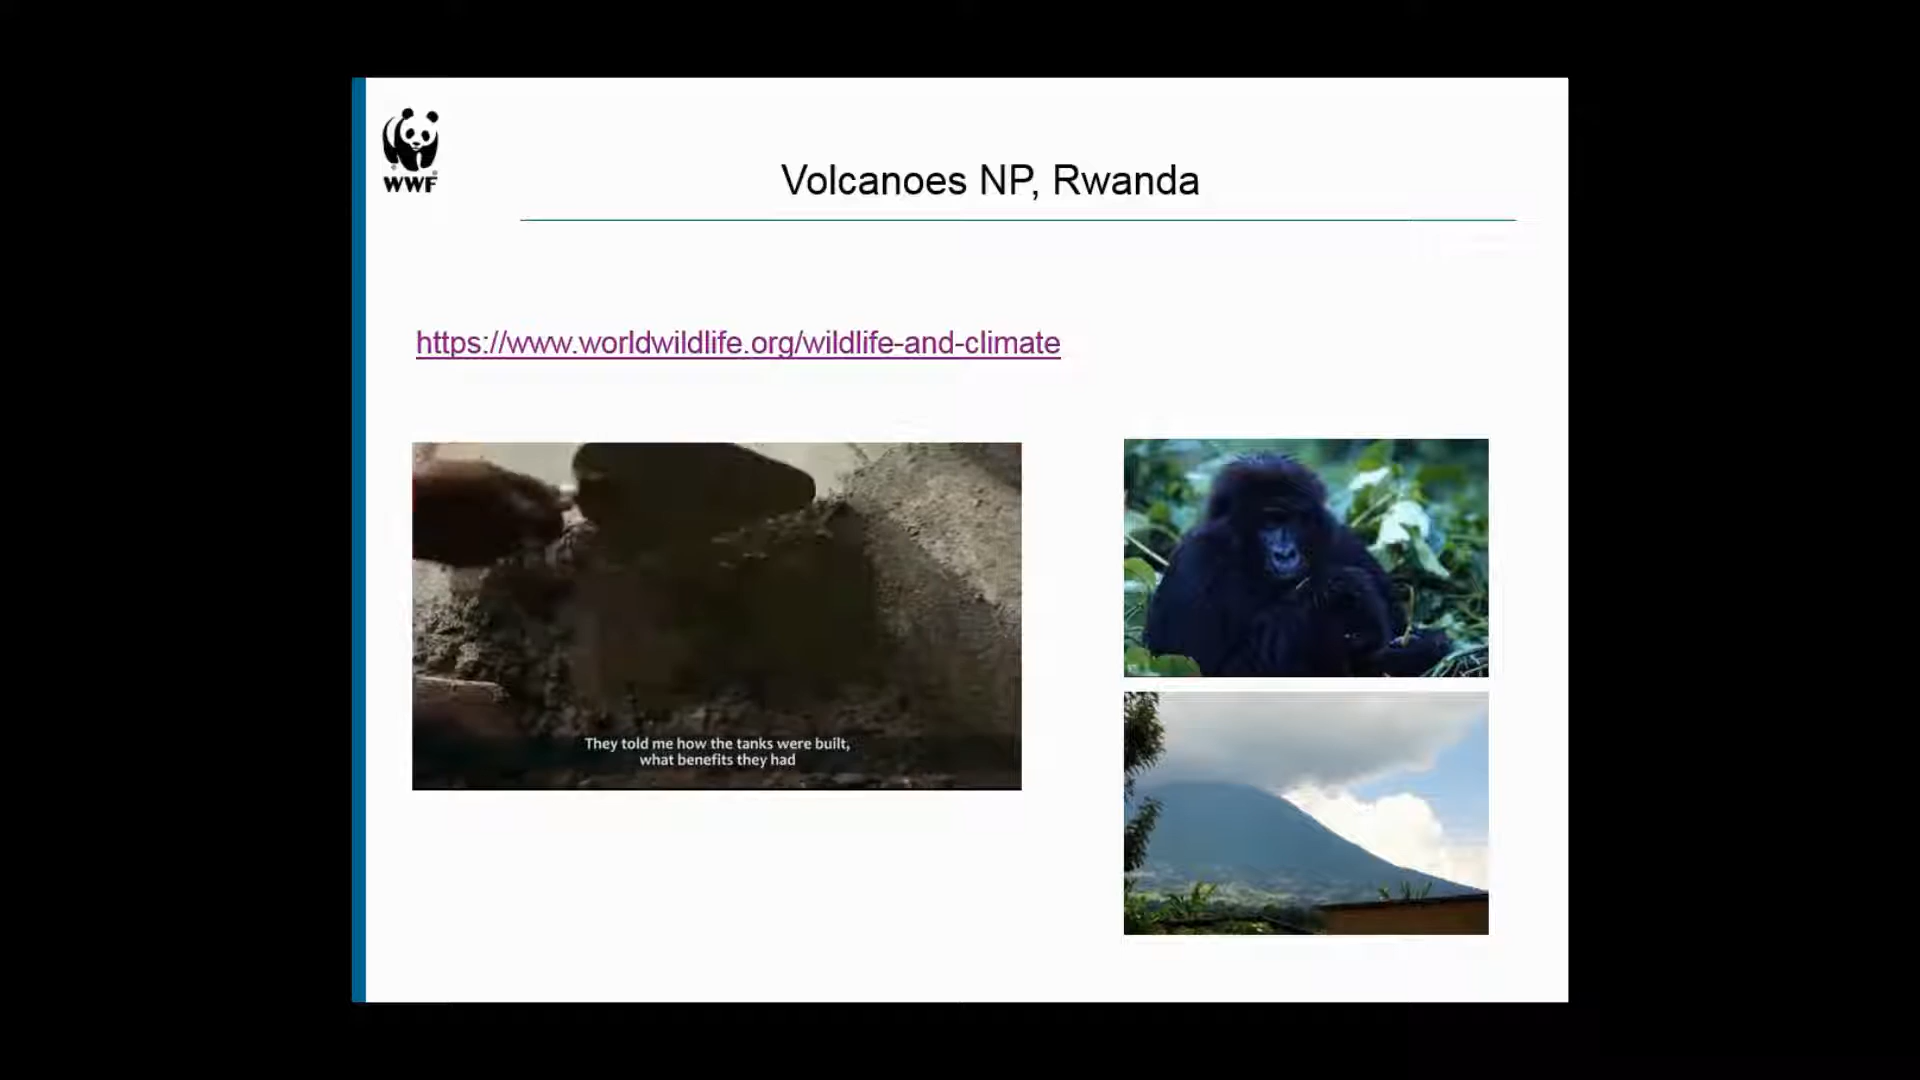 WWF
Volcanoes NP, Rwanda
https://www.worldwildlife.org/wildlife-and-climate
They told me how the tanks were built,
what benefits they had